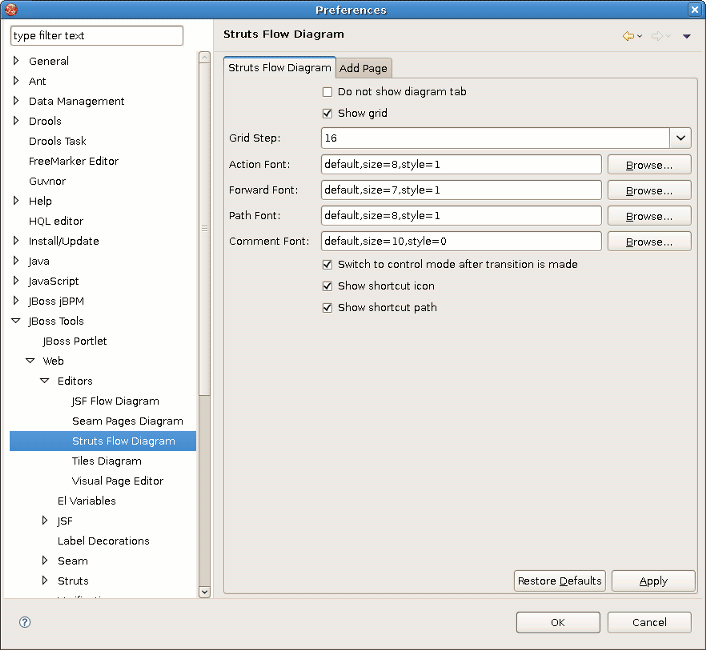 Preferences
type filter text
General
Ant
Data Management
Drools
Drools Task
FreeMarker Editor
Guvnor
Help
HQL editor
Install/Update
Java
JavaScript
JBoss jBPM
JBoss Tools
JBoss Portlet
Web
Editors
JSF Flow Diagram
Seam Pages Diagram
Struts Flow Diagram
Tiles Diagram
Visual Page Editor
El Variables
JSF
Label Decorations
Seam
Struts
Struts Flow Diagram
Struts Flow Diagram Add Page
Do not show diagram tab
Show grid
Grid Step: 16
Action Font: default,size=8,style=1 Browse...
Forward Font: default,size=7,style=1 Browse...
Path Font: default,size=8,style=1 Browse...
Comment Font: default,size=10,style=0 Browse...
Switch to control mode after transition is made
Show shortcut icon
Show shortcut path
Restore Defaults Apply
? OK Cancel